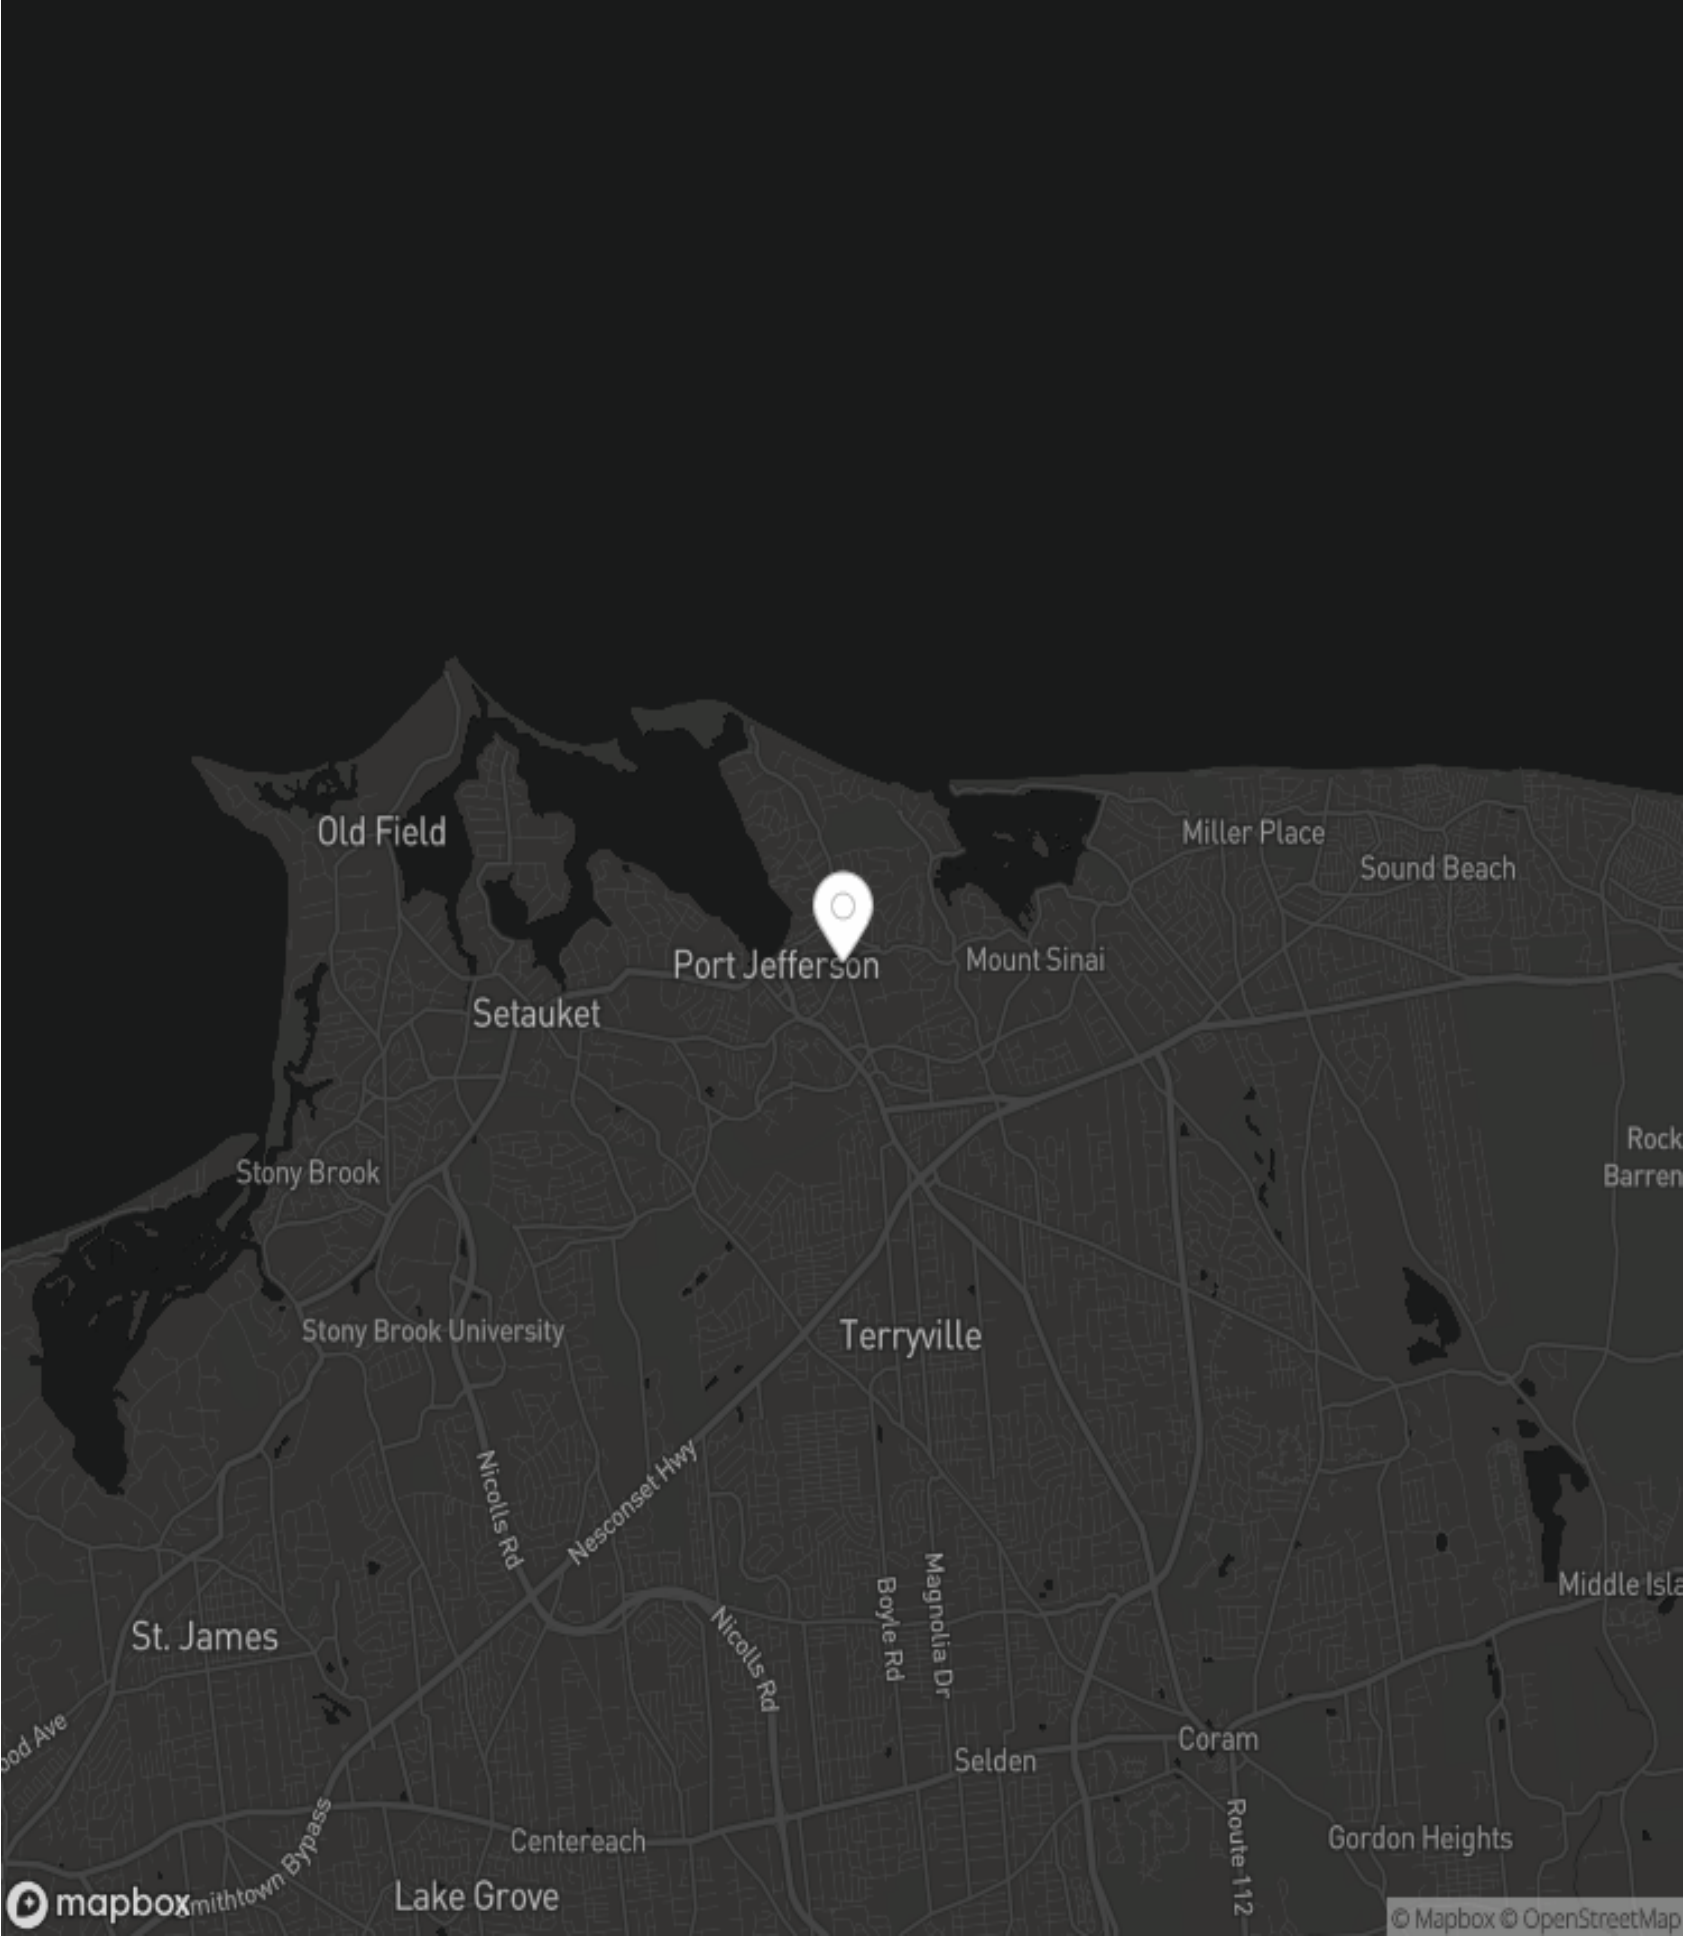 Old Field
Miller Place
Sound Beach
Port Jefferson
Mount Sinai
Setauket
Rock
Barren
Stony Brook
Stony Brook University
Terryville
Nicolls Rd
Nesconset Hwy
Middle Isla
Magnolia Dr
Boyle Rd
St. James
Nicolls Rd
ood Ave
Coram
Selden
Route 112
Gordon Heights
Centereach
mithtown Bypass
Lake Grove
mapbox
© Mapbox © OpenStreetMap